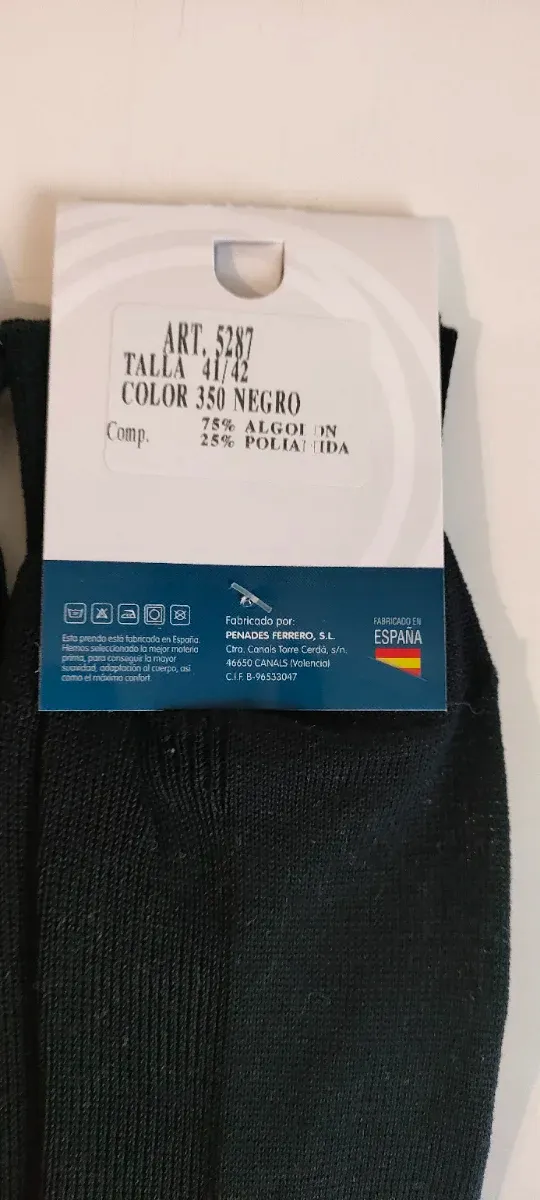 ART. 5287
TALLA 41/42
COLOR 350 NEGRO
Comp. 75% ALGODON
25% POLIAMIDA
Esta prenda está fabricada en España.
Hemos seleccionado la mejor materia
prima, para conseguir la mayor
suavidad, adaptación al cuerpo, así
como el máximo confort.
Fabricado por:
PENADES FERRERO, S.L.
Ctra. Canals Torre Cerdá, s/n.
46650 CANALS (Valencia)
C.I.F. B-96533047
FABRICADO EN
ESPAÑA